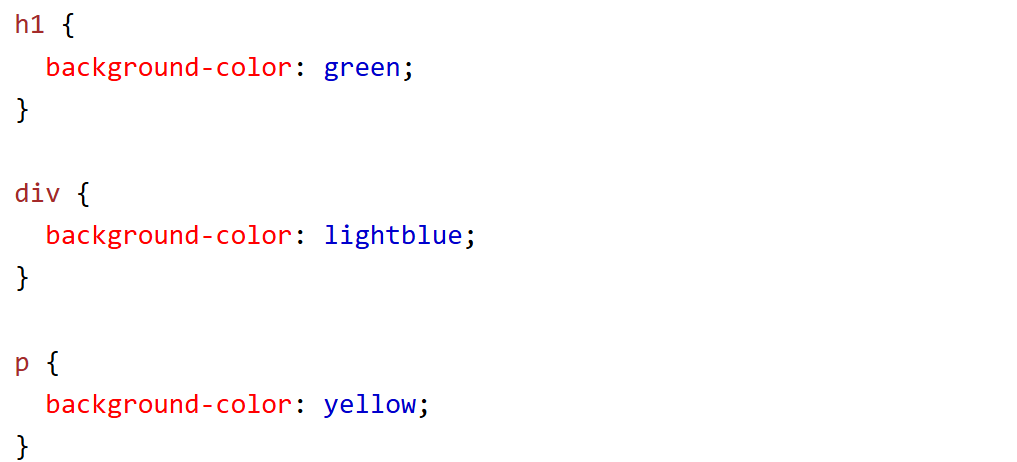 h1 {
  background-color: green;
}

div {
  background-color: lightblue;
}

p {
  background-color: yellow;
}